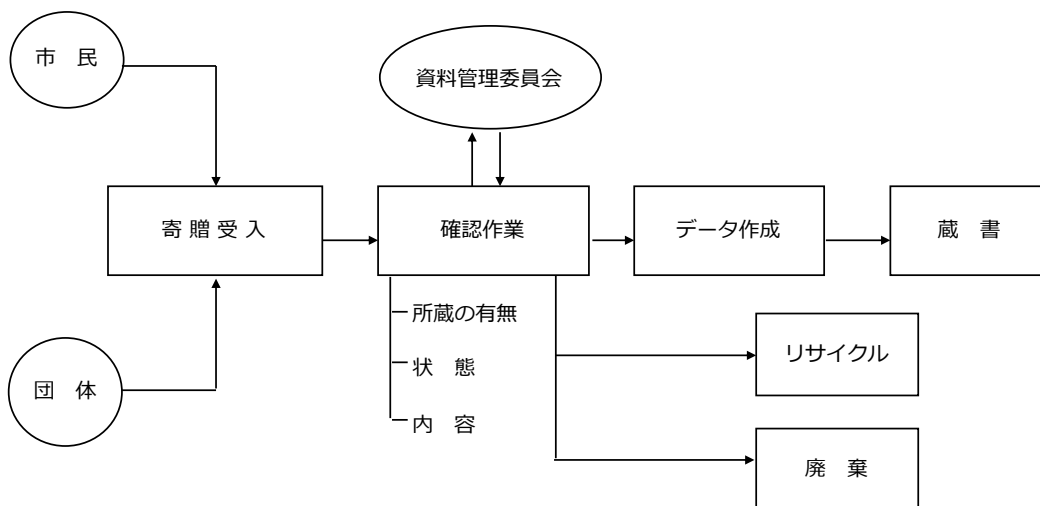 市　民
資料管理委員会
寄 贈 受 入
確認作業
データ作成
蔵　書
所蔵の有無
状　態
内　容
リサイクル
団　体
廃　棄